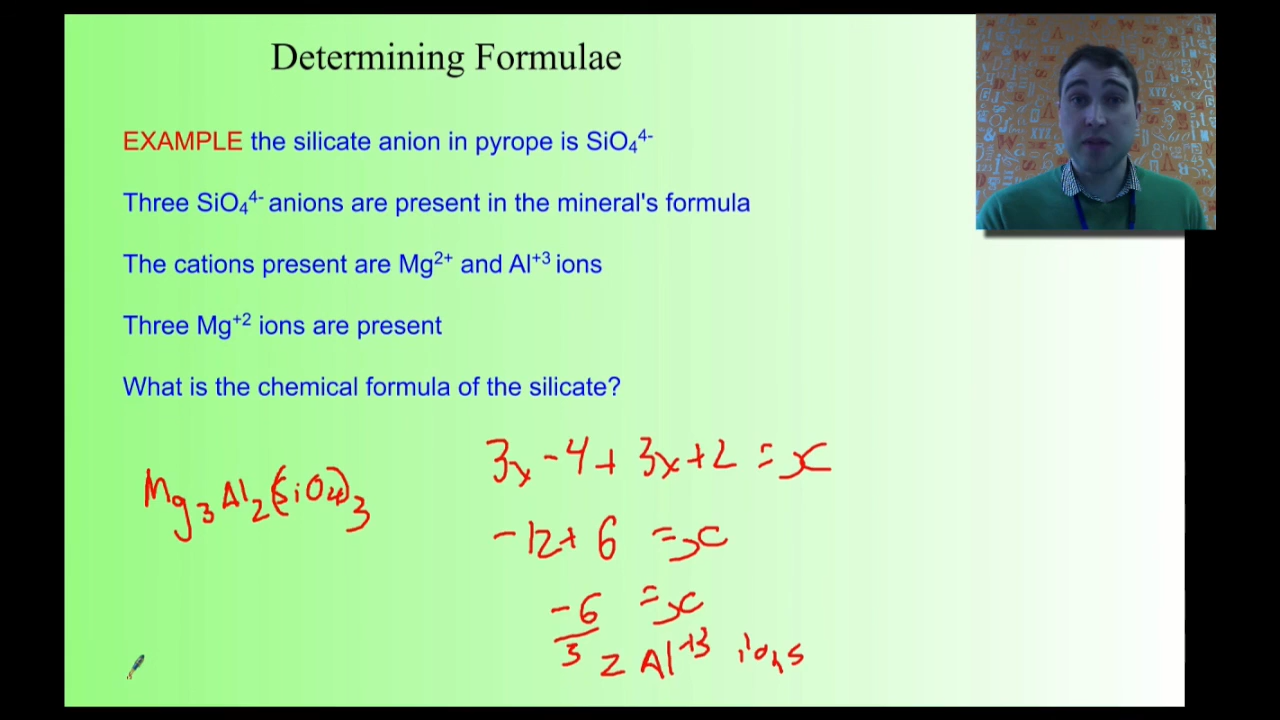 Determining Formulae
EXAMPLE the silicate anion in pyrope is SiO₄⁴⁻
Three SiO₄⁴⁻ anions are present in the mineral's formula
The cations present are Mg²⁺ and Al⁺³ ions
Three Mg⁺² ions are present
What is the chemical formula of the silicate?
3x-4+3x+2=x
Mg₃Al₂(SiO₄)₃
-12+6=x
-6=x
3
2 Al⁺³ ions